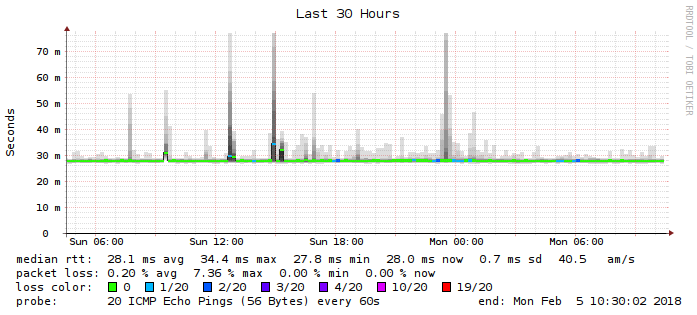 Last 30 Hours
RRDTOOL / TOBI OETIKER
Seconds
70 m
60 m
50 m
40 m
30 m
20 m
10 m
0
Sun 06:00 Sun 12:00 Sun 18:00 Mon 00:00 Mon 06:00
median rtt: 28.1 ms avg 34.4 ms max 27.8 ms min 28.0 ms now 0.7 ms sd 40.5 am/s
packet loss: 0.20 % avg 7.36 % max 0.00 % min 0.00 % now
loss color: 0 1/20 2/20 3/20 4/20 10/20 19/20
probe: 20 ICMP Echo Pings (56 Bytes) every 60s end: Mon Feb 5 10:30:02 2018